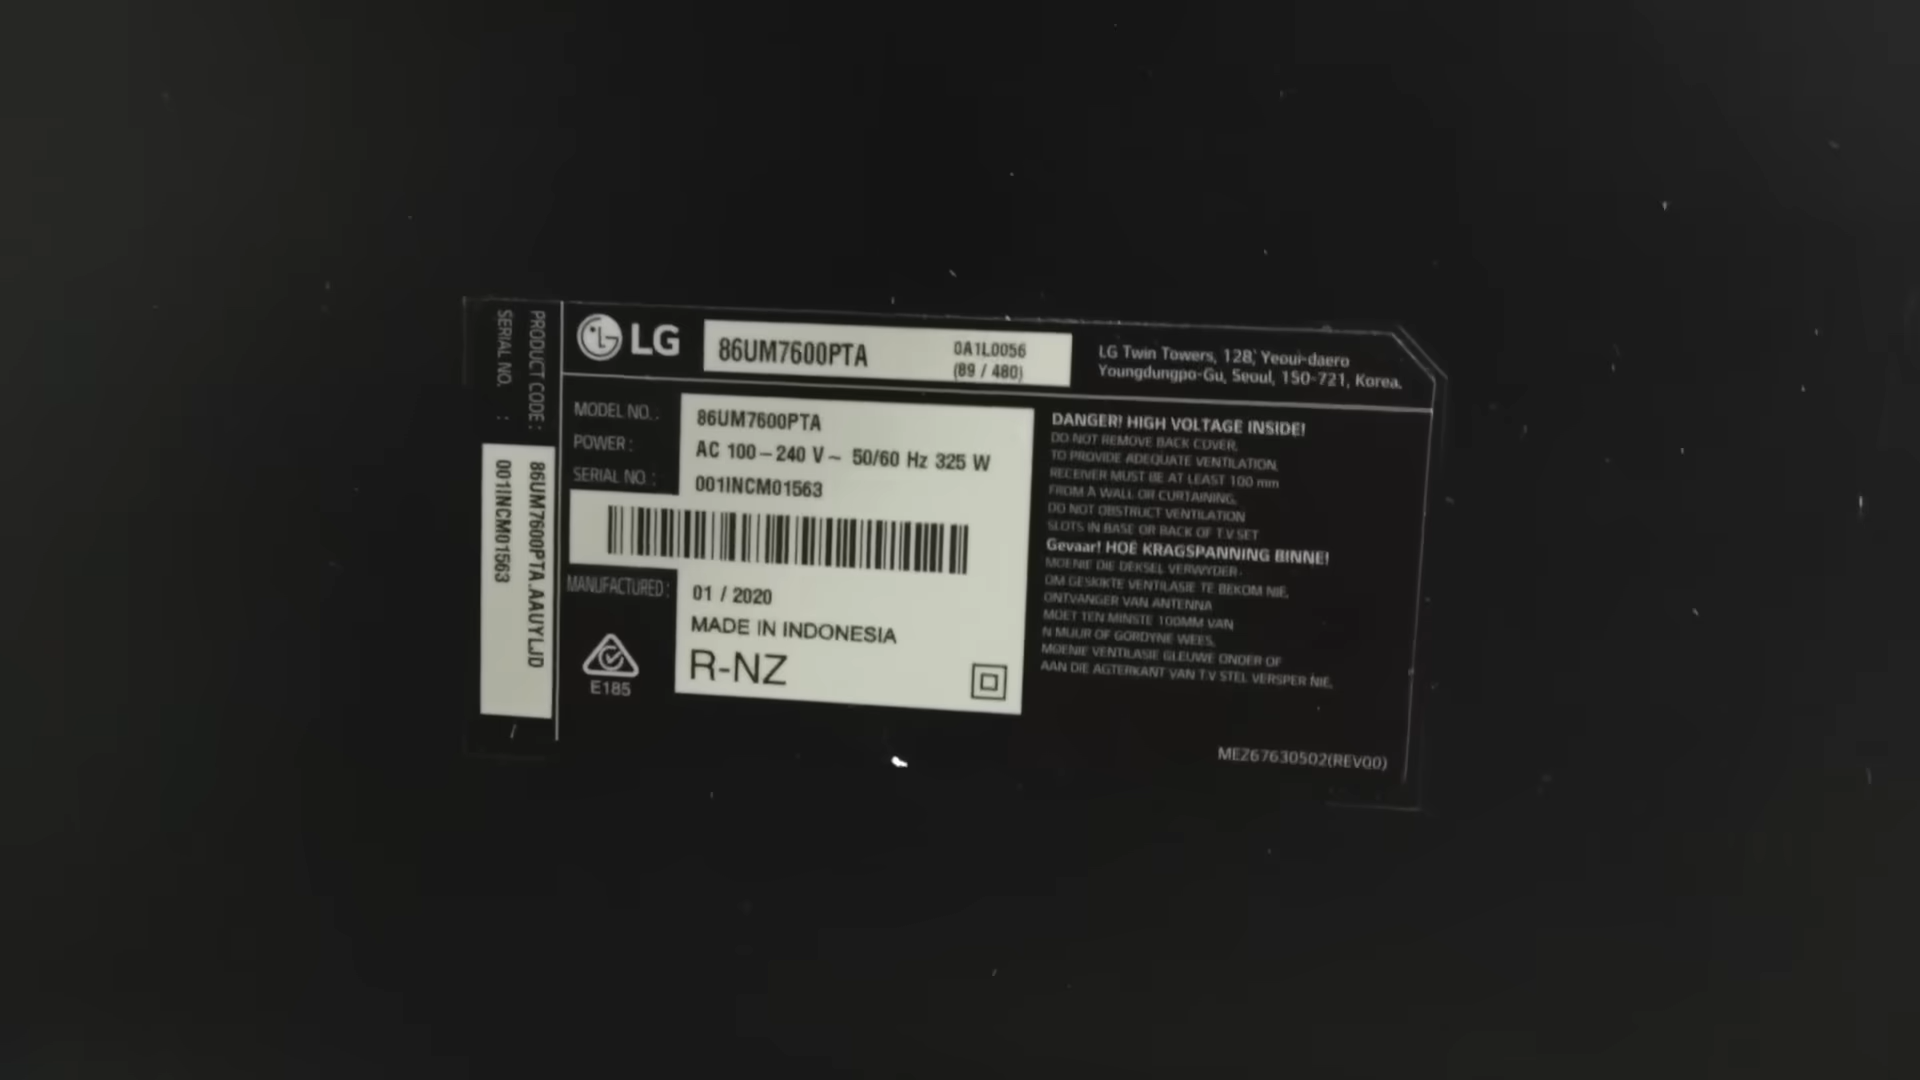 PRODUCT CODE :
SERIAL NO. :
86UM7600PTA.AAUYLJD
001INCM01563
LG
86UM7600PTA
0A1L0056
(89 / 480)
LG Twin Towers, 128, Yeoui-daero
Youngdungpo-Gu, Seoul, 150-721, Korea.
MODEL NO. :
86UM7600PTA
POWER :
AC 100 – 240 V ~ 50/60 Hz 325 W
SERIAL NO. :
001INCM01563
MANUFACTURED :
01 / 2020
MADE IN INDONESIA
R-NZ
E185
DANGER! HIGH VOLTAGE INSIDE!
DO NOT REMOVE BACK COVER.
TO PROVIDE ADEQUATE VENTILATION,
RECEIVER MUST BE AT LEAST 100 mm
FROM A WALL OR CURTAINING.
DO NOT OBSTRUCT VENTILATION
SLOTS IN BASE OR BACK OF T.V SET
Gevaar! HOE KRAGSPANNING BINNE!
MOENIE DIE DEKSEL VERWYDER.
OM GESKIKTE VENTILASIE TE BEKOM NIE,
ONTVANGER VAN ANTENNA
MOET TEN MINSTE 100MM VAN
N MUUR OF GORDYNE WEES.
MOENIE VENTILASIE GLEUWE ONDER OF
AAN DIE AGTERKANT VAN T.V STEL VERSPER NIE.
MEZ67630502(REV00)